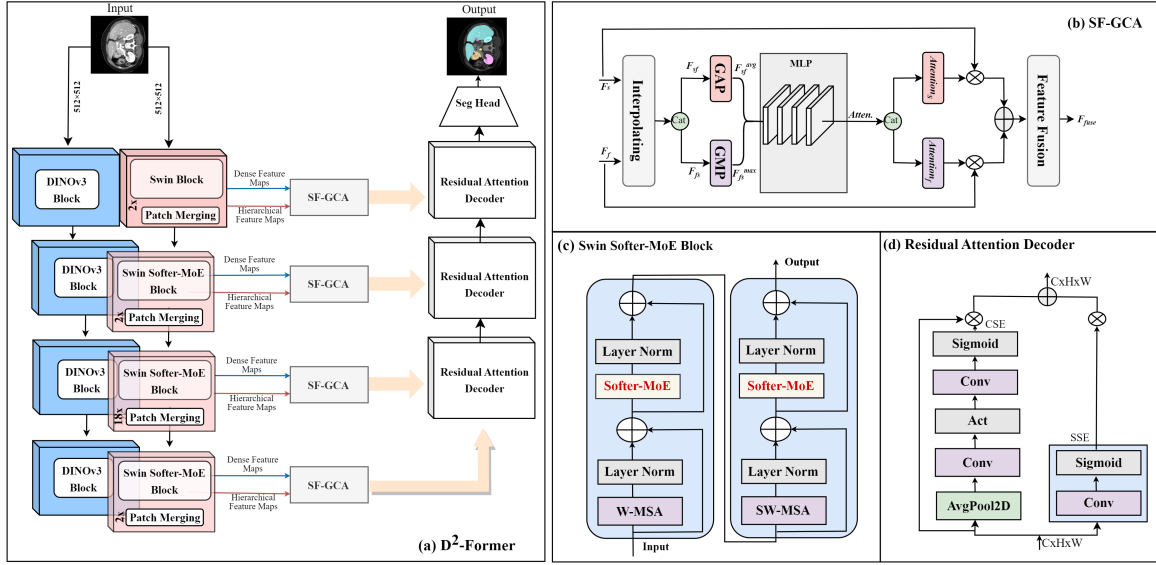 Input
Output
512×512
512×512
Seg Head
DINOv3
Block
Swin Block
2x
Patch Merging
Dense Feature
Maps
Hierarchical
Feature Maps
SF-GCA
Residual Attention
Decoder
DINOv3
Block
Swin Softer-MoE
Block
2x
Patch Merging
Dense Feature
Maps
Hierarchical
Feature Maps
SF-GCA
Residual Attention
Decoder
DINOv3
Block
Swin Softer-MoE
Block
18x
Patch Merging
Dense Feature
Maps
Hierarchical
Feature Maps
SF-GCA
Residual Attention
Decoder
DINOv3
Block
Swin Softer-MoE
Block
2x
Patch Merging
Dense Feature
Maps
Hierarchical
Feature Maps
SF-GCA
(a) D²-Former
(b) SF-GCA
Fs
Ff
Interpolating
Cat
Fsf
Ffs
GAP
GMP
Fsf avg
Ffs max
MLP
Atten.
Cat
Attentions
Attentionf
Feature Fusion
Ffuse
(c) Swin Softer-MoE Block
Output
Layer Norm
Softer-MoE
Layer Norm
W-MSA
Input
Layer Norm
Softer-MoE
Layer Norm
SW-MSA
(d) Residual Attention Decoder
CxHxW
CSE
Sigmoid
Conv
Act
Conv
AvgPool2D
SSE
Sigmoid
Conv
CxHxW